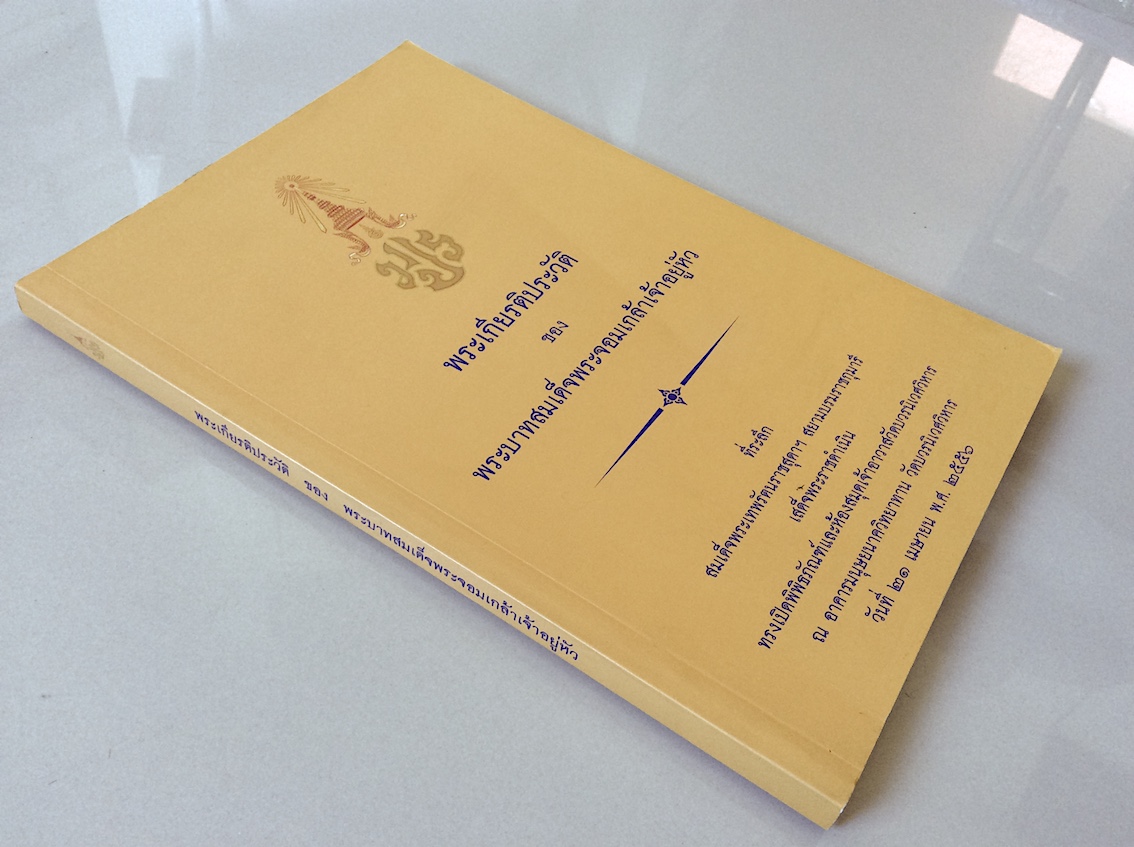 พระเกียรติประวัติ
ของ
พระบาทสมเด็จพระจอมเกล้าเจ้าอยู่หัว
ที่ระลึก
สมเด็จพระเทพรัตนราชสุดาฯ สยามบรมราชกุมารี
เสด็จพระราชดำเนิน
ทรงเปิดพิพิธภัณฑ์และห้องสมุดเจ้าอาวาสวัดบวรนิเวศวิหาร
ณ อาคารมนุษยนาควิทยาทาน วัดบวรนิเวศวิหาร
วันที่ ๒๑ เมษายน พ.ศ. ๒๕๕๖
พระเกียรติประวัติ ของ พระบาทสมเด็จพระจอมเกล้าเจ้าอยู่หัว